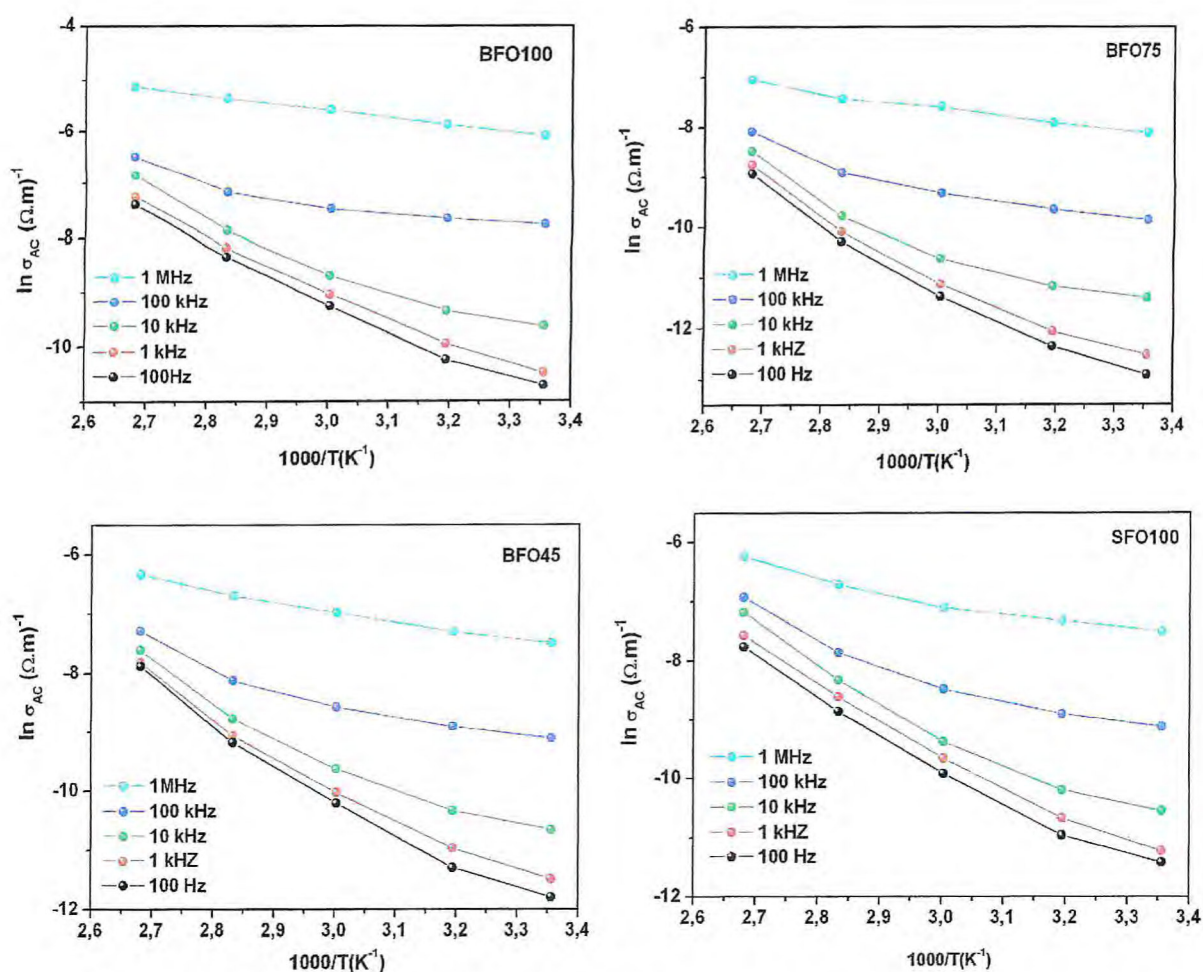 BFO100
-4
-6
-8
-10
ln σAC (Ω.m)-1
1 MHz
100 kHz
10 kHz
1 kHz
100Hz
2,6 2,7 2,8 2,9 3,0 3,1 3,2 3,3 3,4
1000/T(K-1)
BFO75
-6
-8
-10
-12
ln σAC (Ω.m)-1
1 MHz
100 kHz
10 kHz
1 kHZ
100 Hz
2,6 2,7 2,8 2,9 3,0 3,1 3,2 3,3 3,4
1000/T(K-1)
BFO45
-6
-8
-10
-12
ln σAC (Ω.m)-1
1MHz
100 kHz
10 kHz
1 kHZ
100 Hz
2,6 2,7 2,8 2,9 3,0 3,1 3,2 3,3 3,4
1000/T(K-1)
SFO100
-6
-8
-10
-12
ln σAC (Ω.m)-1
1 MHz
100 kHz
10 kHz
1 kHZ
100 Hz
2,6 2,7 2,8 2,9 3,0 3,1 3,2 3,3 3,4
1000/T(K-1)